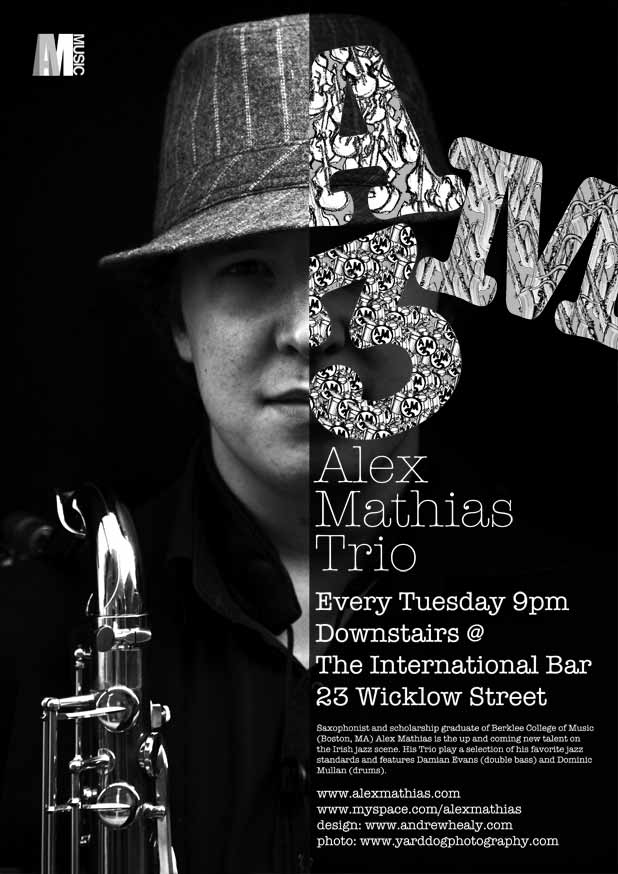 AM MUSIC
AM
3
Alex
Mathias
Trio
Every Tuesday 9pm
Downstairs @
The International Bar
23 Wicklow Street
Saxophonist and scholarship graduate of Berklee College of Music
(Boston, MA) Alex Mathias is the up and coming new talent on
the Irish jazz scene. His Trio play a selection of his favorite jazz
standards and features Damian Evans (double bass) and Dominic
Mullan (drums).
www.alexmathias.com
www.myspace.com/alexmathias
design: www.andrewhealy.com
photo: www.yarddogphotography.com